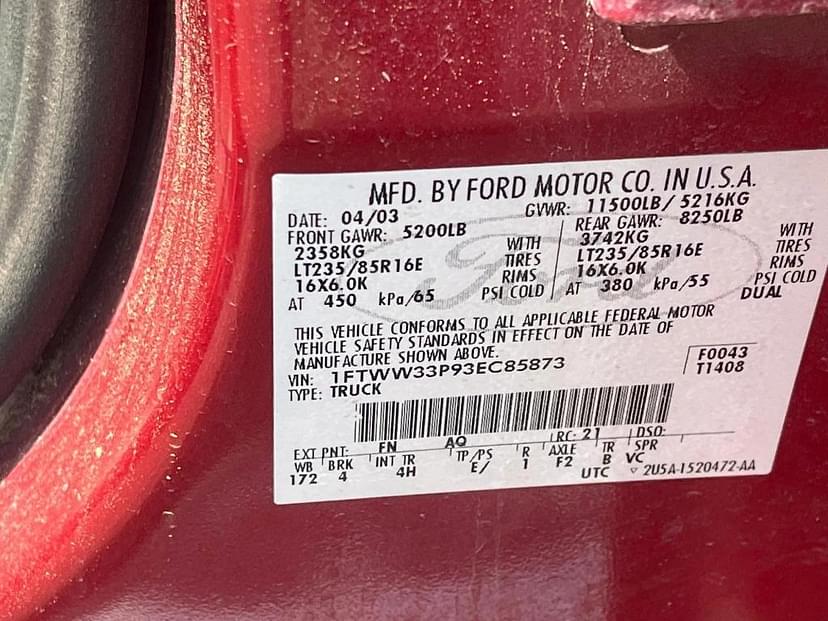 MFD. BY FORD MOTOR CO. IN U.S.A.
DATE: 04/03 GVWR: 11500LB/ 5216KG
FRONT GAWR: 5200LB REAR GAWR: 8250LB
2358KG WITH 3742KG WITH
LT235/85R16E TIRES LT235/85R16E TIRES
16X6.0K RIMS 16X6.0K RIMS
AT 450 kPa/65 PSI COLD AT 380 kPa/55 PSI COLD
DUAL
Ford
THIS VEHICLE CONFORMS TO ALL APPLICABLE FEDERAL MOTOR
VEHICLE SAFETY STANDARDS IN EFFECT ON THE DATE OF
MANUFACTURE SHOWN ABOVE.
VIN: 1FTWW33P93EC85873 F0043
TYPE: TRUCK T1408
EXT PNT: FN AQ RC: 21 DSO:
WB BRK INT TR TP/PS R AXLE TR SPR
172 4 4H E/ 1 F2 B VC
UTC ▽ 2U5A-1520472-AA